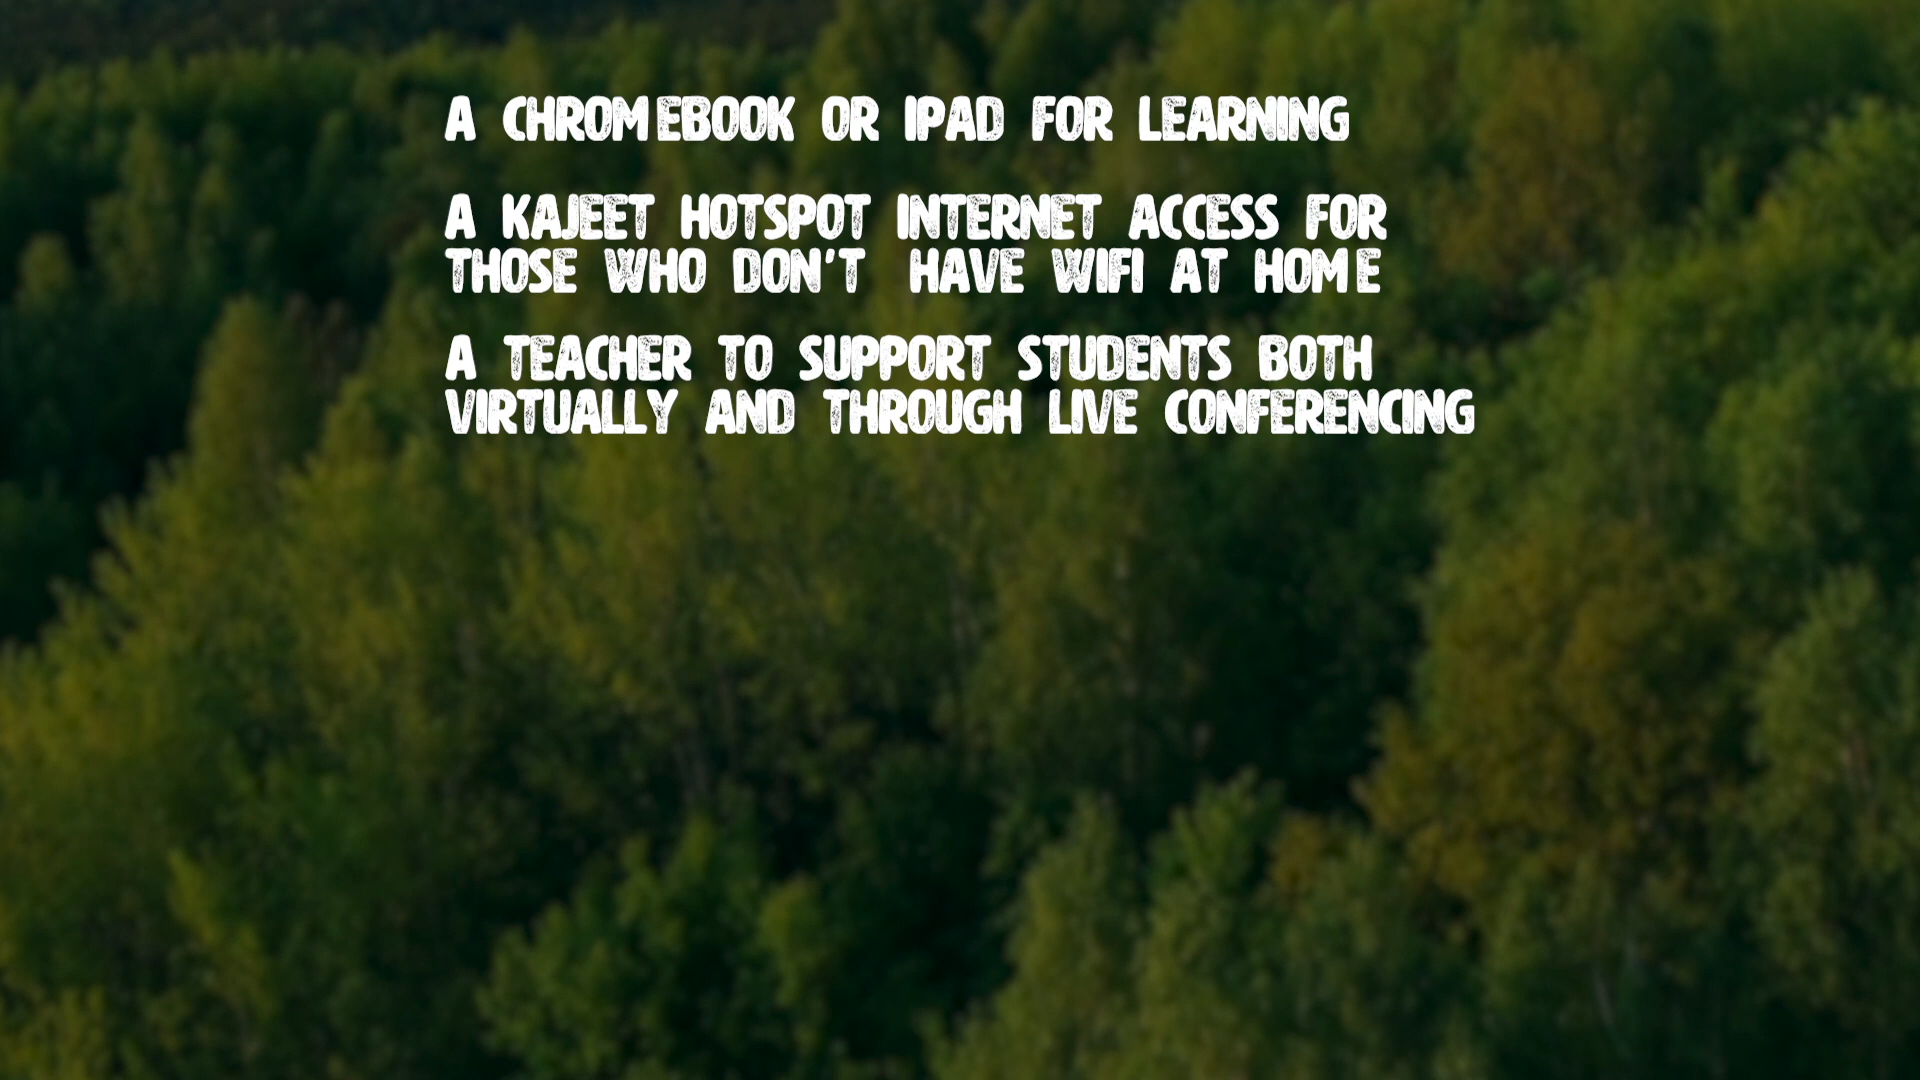 A CHROMEBOOK OR IPAD FOR LEARNING
A KAJEET HOTSPOT INTERNET ACCESS FOR
THOSE WHO DON'T HAVE WIFI AT HOME
A TEACHER TO SUPPORT STUDENTS BOTH
VIRTUALLY AND THROUGH LIVE CONFERENCING